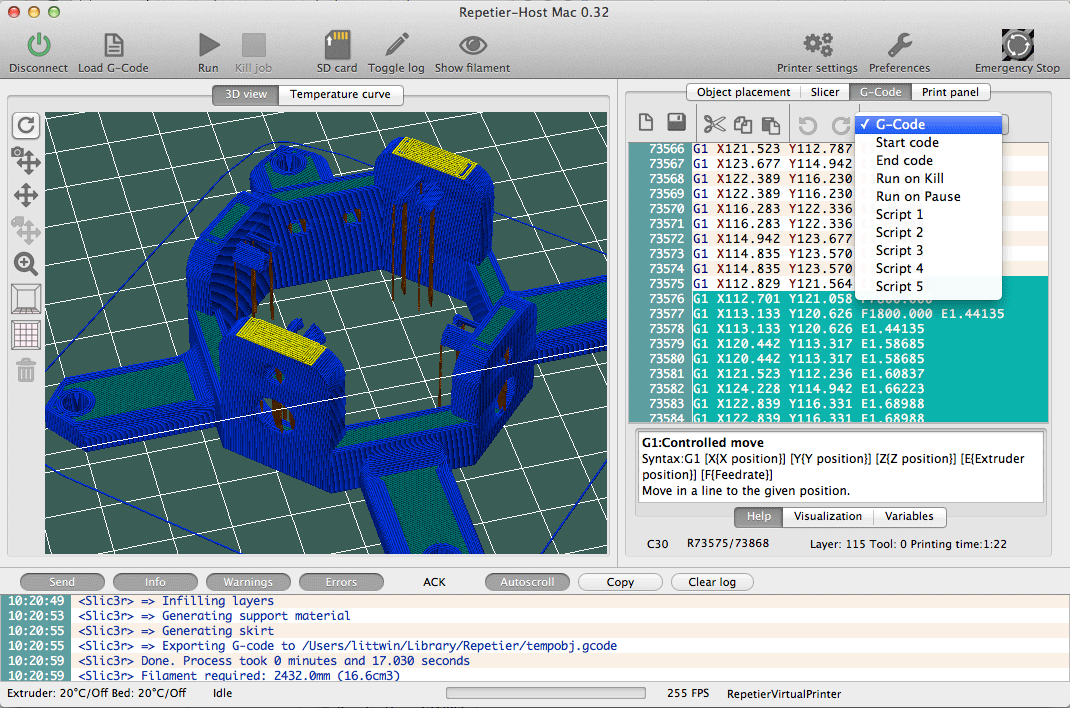 Repetier-Host Mac 0.32
Disconnect Load G-Code Run Kill job SD card Toggle log Show filament Printer settings Preferences Emergency Stop
3D view Temperature curve
Object placement Slicer G-Code Print panel
✓ G-Code
Start code
End code
Run on Kill
Run on Pause
Script 1
Script 2
Script 3
Script 4
Script 5
73566 G1 X121.523 Y112.787
73567 G1 X123.677 Y114.942
73568 G1 X122.389 Y116.230
73569 G1 X122.389 Y116.230
73570 G1 X116.283 Y122.336
73571 G1 X116.283 Y122.336
73572 G1 X114.942 Y123.677
73573 G1 X114.835 Y123.570
73574 G1 X114.835 Y123.570
73575 G1 X112.829 Y121.564
73576 G1 X112.701 Y121.058 F1800.000
73577 G1 X113.133 Y120.626 F1800.000 E1.44135
73578 G1 X113.133 Y120.626 E1.44135
73579 G1 X120.442 Y113.317 E1.58685
73580 G1 X120.442 Y113.317 E1.58685
73581 G1 X121.523 Y112.236 E1.60837
73582 G1 X124.228 Y114.942 E1.66223
73583 G1 X122.839 Y116.331 E1.68988
73584 G1 X122.839 Y116.331 E1.68988
G1:Controlled move
Syntax:G1 [X{X position}] [Y{Y position}] [Z{Z position}] [E{Extruder
position}] [F{Feedrate}]
Move in a line to the given position.
Help Visualization Variables
C30 R73575/73868 Layer: 115 Tool: 0 Printing time:1:22
Send Info Warnings Errors ACK Autoscroll Copy Clear log
10:20:49 <Slic3r> => Infilling layers
10:20:53 <Slic3r> => Generating support material
10:20:55 <Slic3r> => Generating skirt
10:20:55 <Slic3r> => Exporting G-code to /Users/littwin/Library/Repetier/tempobj.gcode
10:20:59 <Slic3r> Done. Process took 0 minutes and 17.030 seconds
10:20:59 <Slic3r> Filament required: 2432.0mm (16.6cm3)
Extruder: 20°C/Off Bed: 20°C/Off Idle 255 FPS RepetierVirtualPrinter